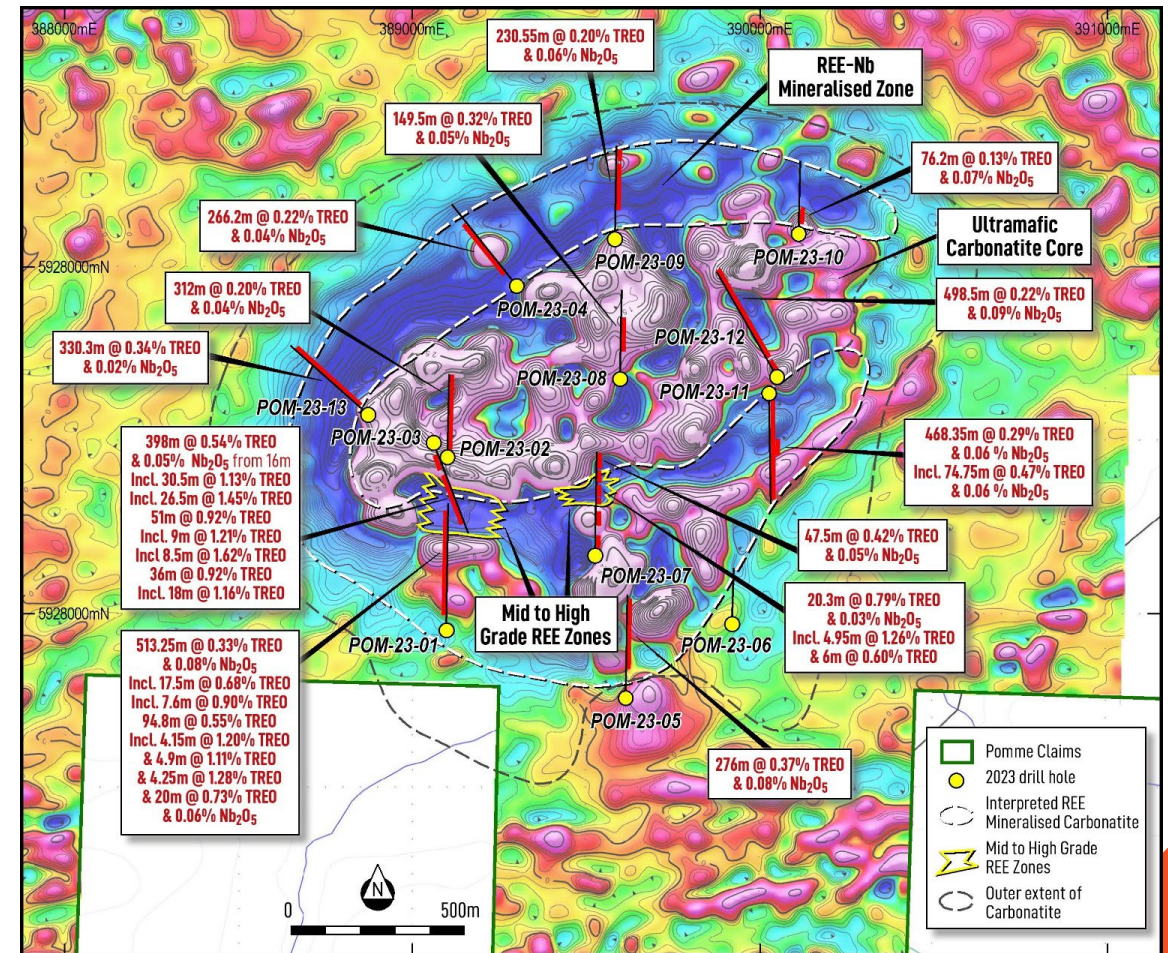 388000mE
389000mE
390000mE
391000mE
230.55m @ 0.20% TREO
& 0.06% Nb₂O₅
REE-Nb
Mineralised Zone
149.5m @ 0.32% TREO
& 0.05% Nb₂O₅
76.2m @ 0.13% TREO
& 0.07% Nb₂O₅
266.2m @ 0.22% TREO
& 0.04% Nb₂O₅
Ultramafic
Carbonatite Core
POM-23-09
POM-23-10
5928000mN
5928000mN
POM-23-04
312m @ 0.20% TREO
& 0.04% Nb₂O₅
498.5m @ 0.22% TREO
& 0.09% Nb₂O₅
POM-23-12
330.3m @ 0.34% TREO
& 0.02% Nb₂O₅
POM-23-08
POM-23-11
POM-23-13
POM-23-03
POM-23-02
398m @ 0.54% TREO
& 0.05% Nb₂O₅ from 16m
Incl. 30.5m @ 1.13% TREO
Incl. 26.5m @ 1.45% TREO
51m @ 0.92% TREO
Incl. 9m @ 1.21% TREO
Incl 8.5m @ 1.62% TREO
36m @ 0.92% TREO
Incl. 18m @ 1.16% TREO
468.35m @ 0.29% TREO
& 0.06 % Nb₂O₅
Incl. 74.75m @ 0.47% TREO
& 0.06 % Nb₂O₅
47.5m @ 0.42% TREO
& 0.05% Nb₂O₅
POM-23-07
20.3m @ 0.79% TREO
& 0.03% Nb₂O₅
Incl. 4.95m @ 1.26% TREO
& 6m @ 0.60% TREO
Mid to High
Grade REE Zones
5928000mN
POM-23-01
POM-23-06
513.25m @ 0.33% TREO
& 0.08% Nb₂O₅
Incl. 17.5m @ 0.68% TREO
Incl. 7.6m @ 0.90% TREO
94.8m @ 0.55% TREO
Incl. 4.15m @ 1.20% TREO
& 4.9m @ 1.11% TREO
& 4.25m @ 1.28% TREO
& 20m @ 0.73% TREO
& 0.06% Nb₂O₅
POM-23-05
276m @ 0.37% TREO
& 0.08% Nb₂O₅
Pomme Claims
2023 drill hole
Interpreted REE
Mineralised Carbonatite
Mid to High Grade
REE Zones
Outer extent of
Carbonatite
N
0
500m